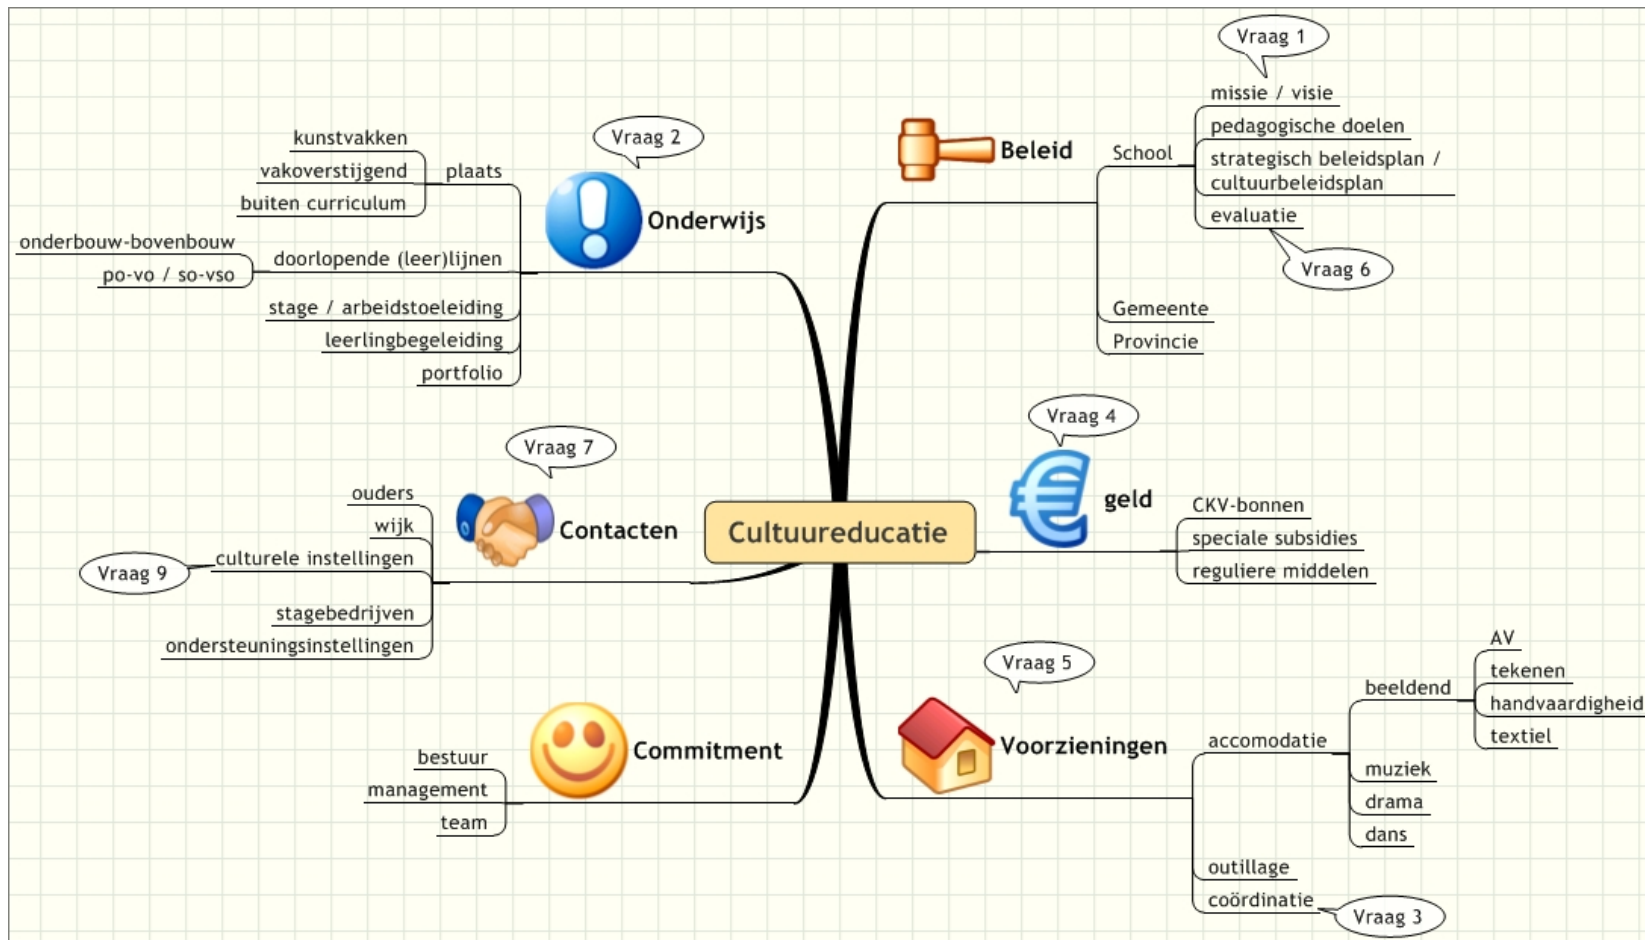 Cultuureducatie
Vraag 2
Onderwijs
plaats
kunstvakken
vakoverstijgend
buiten curriculum
doorlopende (leer)lijnen
onderbouw-bovenbouw
po-vo / so-vso
stage / arbeidstoeleiding
leerlingbegeleiding
portfolio
Vraag 7
Contacten
ouders
wijk
culturele instellingen
Vraag 9
stagebedrijven
ondersteuningsinstellingen
Commitment
bestuur
management
team
Beleid
School
Vraag 1
missie / visie
pedagogische doelen
strategisch beleidsplan /
cultuurbeleidsplan
evaluatie
Vraag 6
Gemeente
Provincie
Vraag 4
geld
CKV-bonnen
speciale subsidies
reguliere middelen
Vraag 5
Voorzieningen
accomodatie
beeldend
AV
tekenen
handvaardigheid
textiel
muziek
drama
dans
outillage
coördinatie
Vraag 3